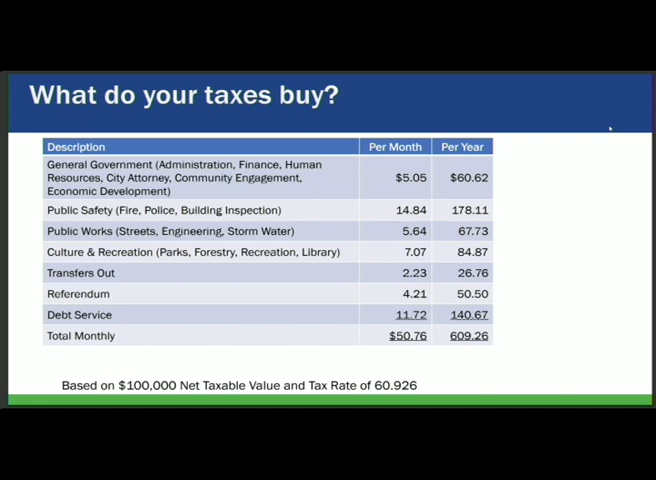 What do your taxes buy?
Description Per Month Per Year
General Government (Administration, Finance, Human
Resources, City Attorney, Community Engagement, $5.05 $60.62
Economic Development)
Public Safety (Fire, Police, Building Inspection) 14.84 178.11
Public Works (Streets, Engineering, Storm Water) 5.64 67.73
Culture & Recreation (Parks, Forestry, Recreation, Library) 7.07 84.87
Transfers Out 2.23 26.76
Referendum 4.21 50.50
Debt Service 11.72 140.67
Total Monthly $50.76 609.26
Based on $100,000 Net Taxable Value and Tax Rate of 60.926